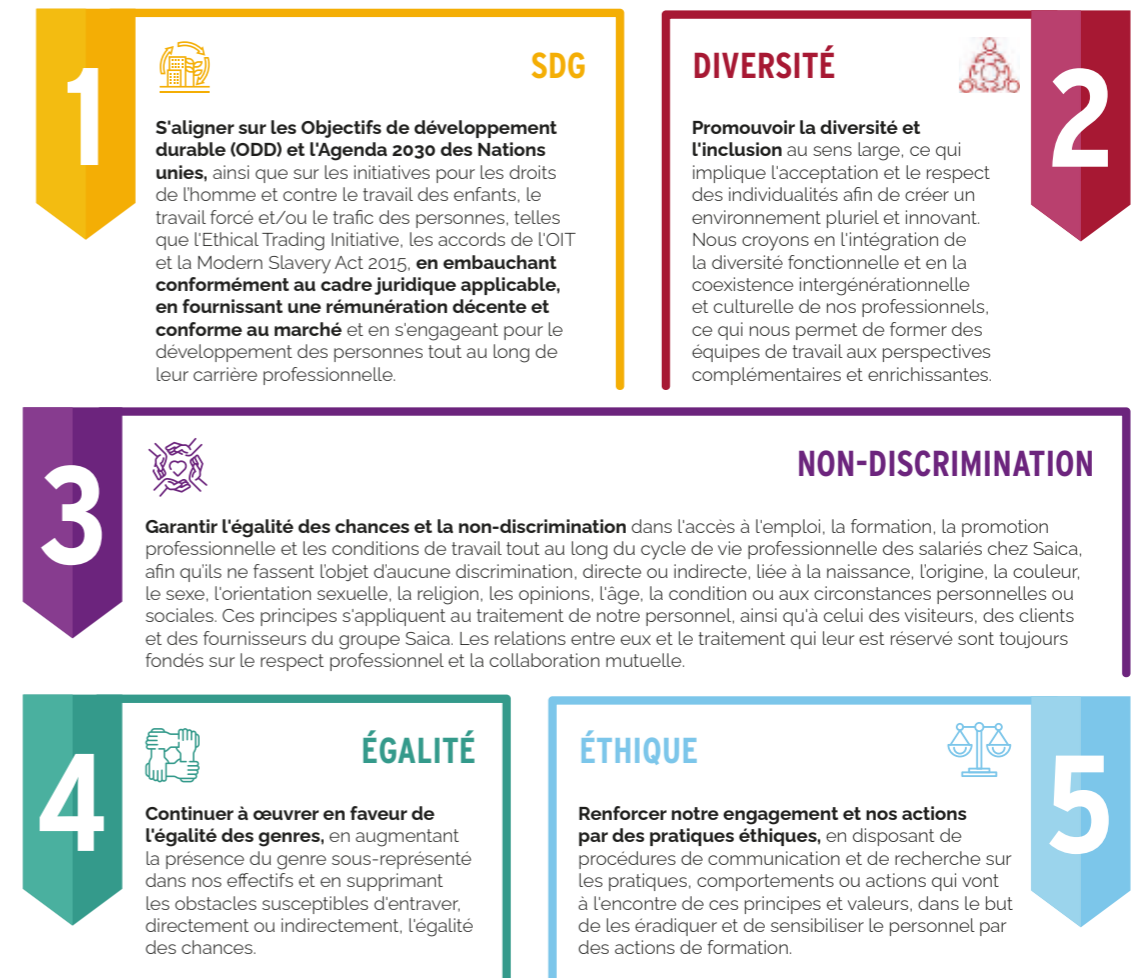 1
SDG
S'aligner sur les Objectifs de développement
durable (ODD) et l'Agenda 2030 des Nations
unies, ainsi que sur les initiatives pour les droits
de l'homme et contre le travail des enfants, le
travail forcé et/ou le trafic des personnes, telles
que l'Ethical Trading Initiative, les accords de l'OIT
et la Modern Slavery Act 2015, en embauchant
conformément au cadre juridique applicable,
en fournissant une rémunération décente et
conforme au marché et en s'engageant pour le
développement des personnes tout au long de
leur carrière professionnelle.
2
DIVERSITÉ
Promouvoir la diversité et
l'inclusion au sens large, ce qui
implique l'acceptation et le respect
des individualités afin de créer un
environnement pluriel et innovant.
Nous croyons en l'intégration de
la diversité fonctionnelle et en la
coexistence intergénérationnelle
et culturelle de nos professionnels,
ce qui nous permet de former des
équipes de travail aux perspectives
complémentaires et enrichissantes.
3
NON-DISCRIMINATION
Garantir l'égalité des chances et la non-discrimination dans l'accès à l'emploi, la formation, la promotion
professionnelle et les conditions de travail tout au long du cycle de vie professionnelle des salariés chez Saica,
afin qu'ils ne fassent l'objet d'aucune discrimination, directe ou indirecte, liée à la naissance, l'origine, la couleur,
le sexe, l'orientation sexuelle, la religion, les opinions, l'âge, la condition ou aux circonstances personnelles ou
sociales. Ces principes s'appliquent au traitement de notre personnel, ainsi qu'à celui des visiteurs, des clients
et des fournisseurs du groupe Saica. Les relations entre eux et le traitement qui leur est réservé sont toujours
fondés sur le respect professionnel et la collaboration mutuelle.
4
ÉGALITÉ
Continuer à œuvrer en faveur de
l'égalité des genres, en augmentant
la présence du genre sous-représenté
dans nos effectifs et en supprimant
les obstacles susceptibles d'entraver,
directement ou indirectement, l'égalité
des chances.
5
ÉTHIQUE
Renforcer notre engagement et nos actions
par des pratiques éthiques, en disposant de
procédures de communication et de recherche sur
les pratiques, comportements ou actions qui vont
à l'encontre de ces principes et valeurs, dans le but
de les éradiquer et de sensibiliser le personnel par
des actions de formation.